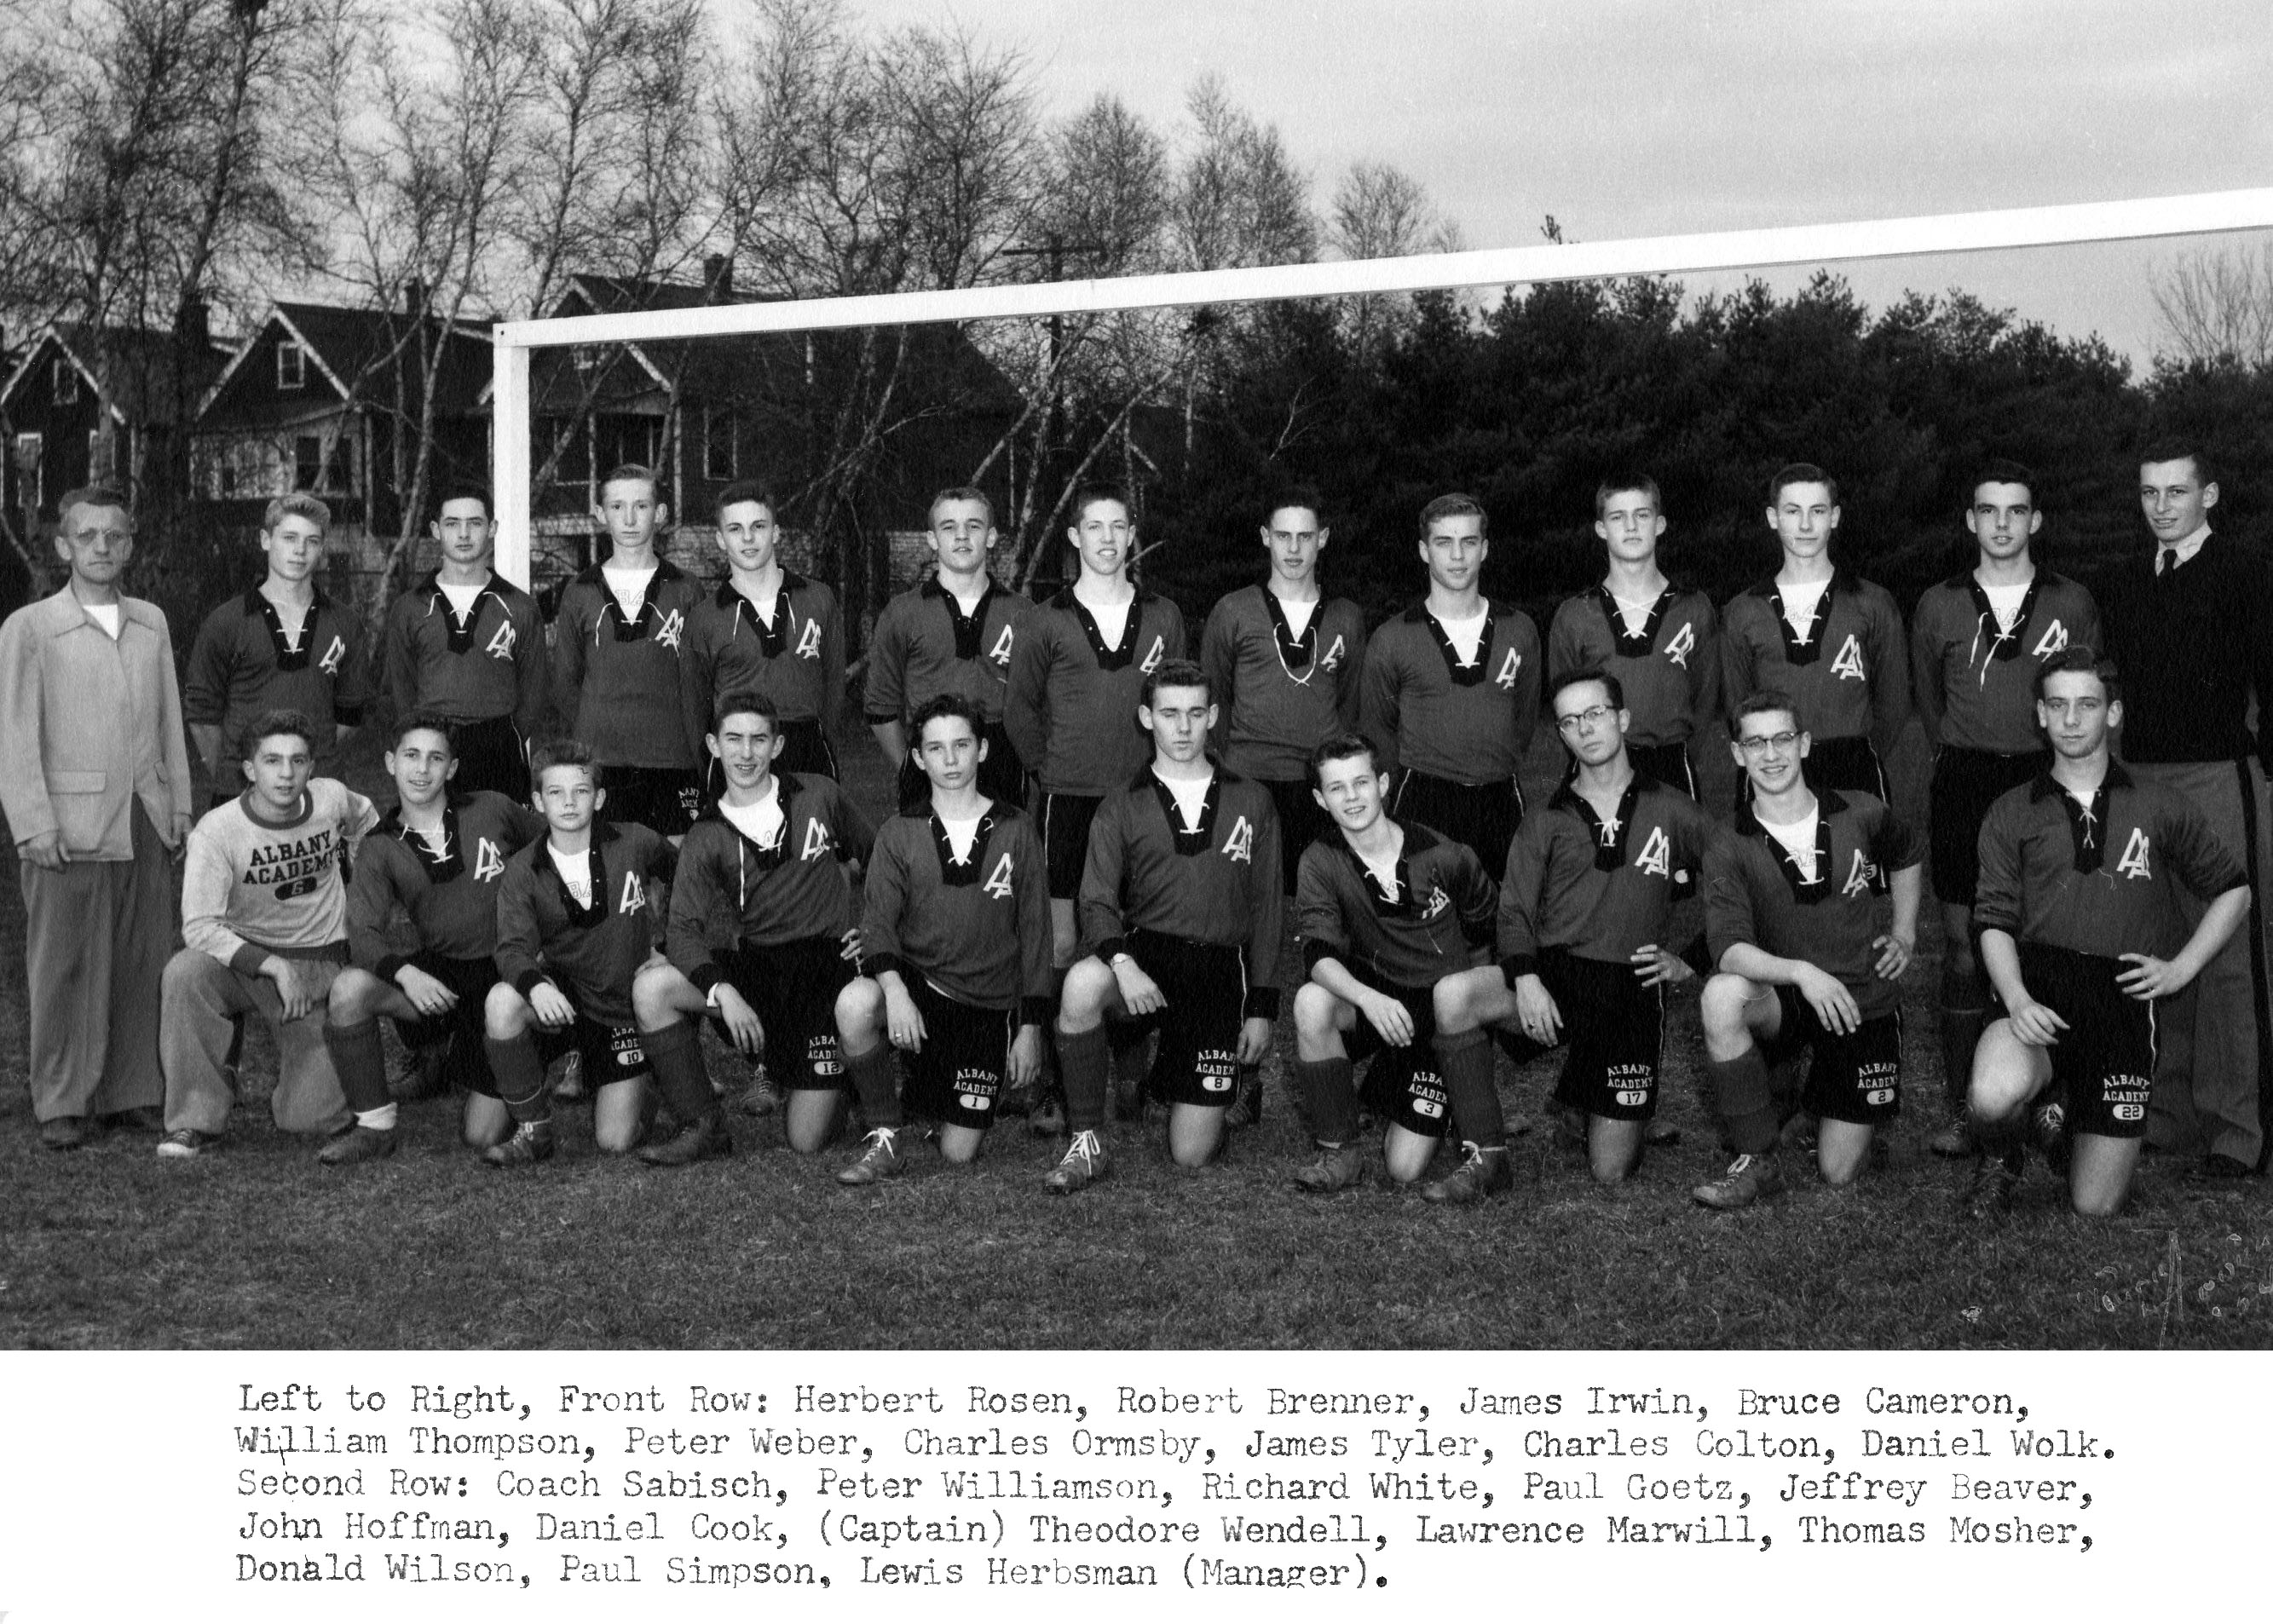 ALBANY
ACADEMY
6
ALBANY
ACADEMY
10
ALBANY
ACADEMY
12
ALBANY
ACADEMY
1
ALBANY
ACADEMY
8
ALBANY
ACADEMY
3
ALBANY
ACADEMY
17
ALBANY
ACADEMY
2
ALBANY
ACADEMY
22
Left to Right, Front Row: Herbert Rosen, Robert Brenner, James Irwin, Bruce Cameron,
William Thompson, Peter Weber, Charles Ormsby, James Tyler, Charles Colton, Daniel Wolk.
Second Row: Coach Sabisch, Peter Williamson, Richard White, Paul Goetz, Jeffrey Beaver,
John Hoffman, Daniel Cook, (Captain) Theodore Wendell, Lawrence Marwill, Thomas Mosher,
Donald Wilson, Paul Simpson, Lewis Herbsman (Manager).